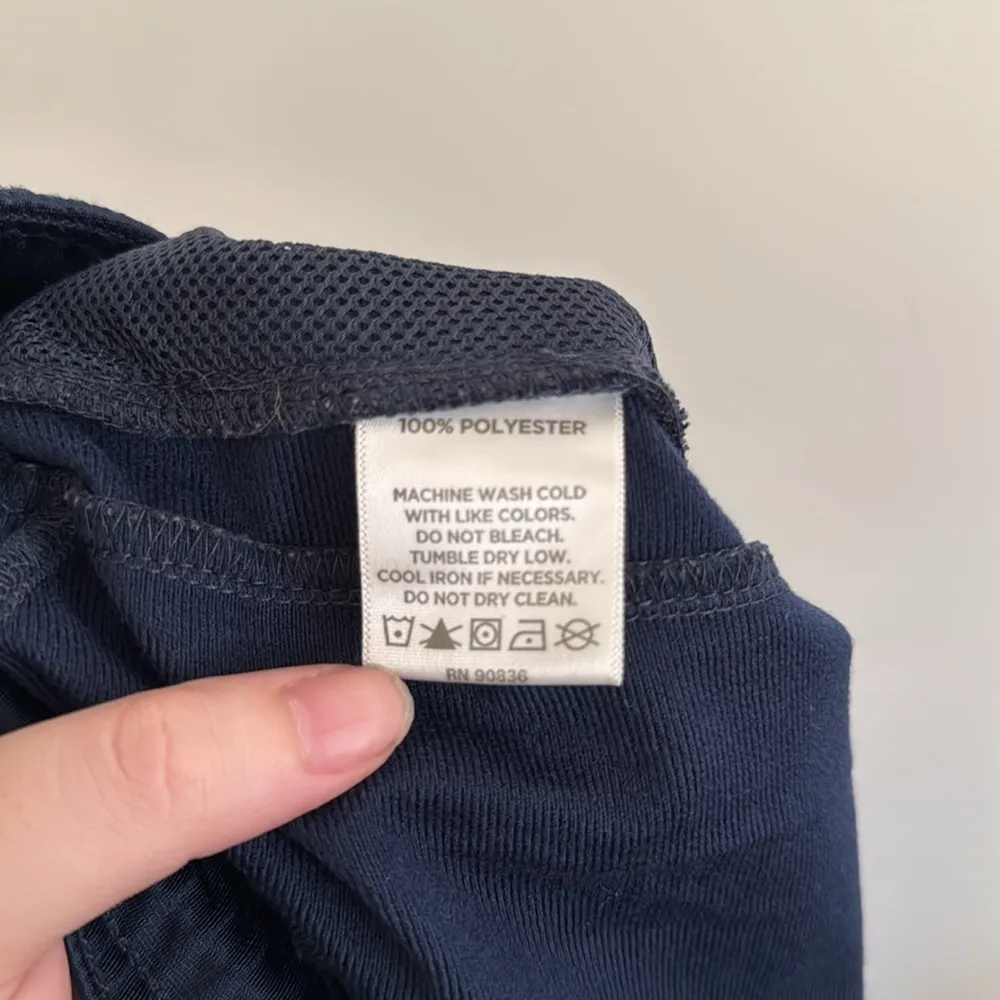 100% POLYESTER
MACHINE WASH COLD
WITH LIKE COLORS.
DO NOT BLEACH.
TUMBLE DRY LOW.
COOL IRON IF NECESSARY.
DO NOT DRY CLEAN.
RN 90836